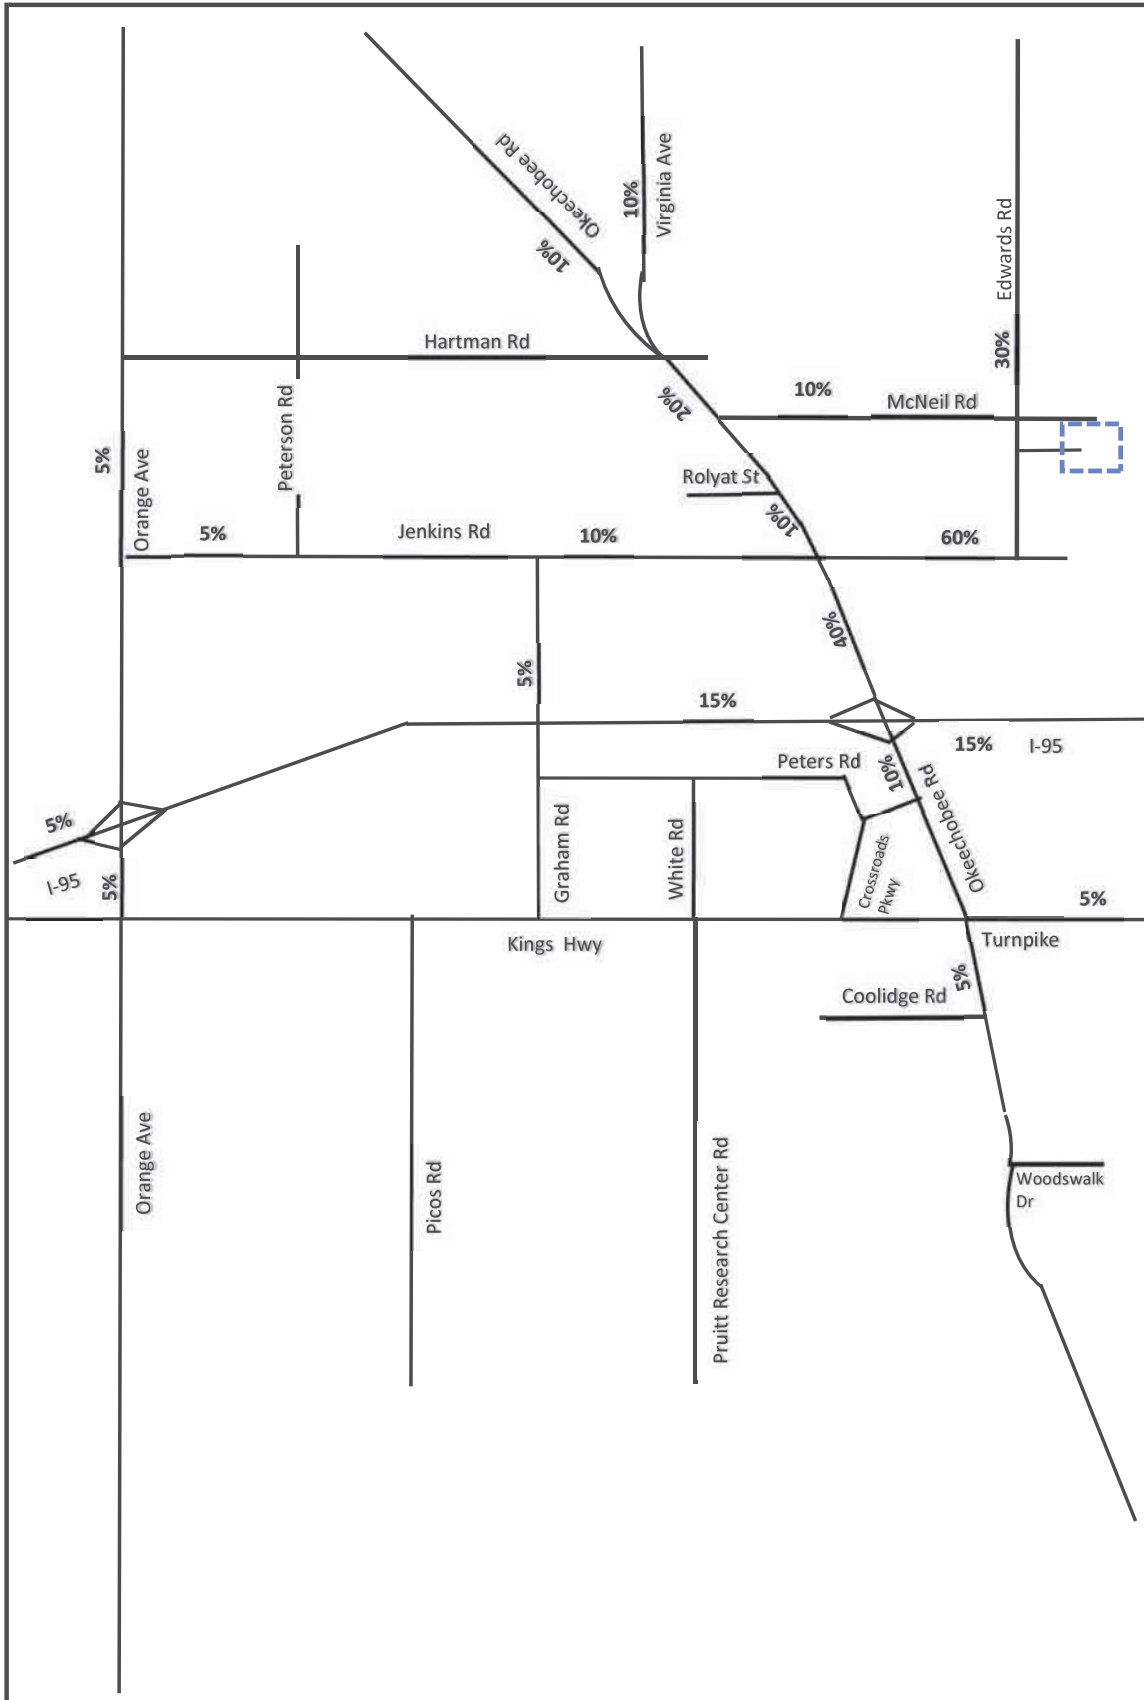 Okeechobee Rd
10%
10%
Virginia Ave
Edwards Rd
30%
Hartman Rd
Peterson Rd
20%
10%
McNeil Rd
5%
Orange Ave
Rolyat St
10%
5%
Jenkins Rd
10%
60%
40%
5%
15%
15%
I-95
Peters Rd
10%
Okeechobee Rd
5%
I-95
5%
Graham Rd
White Rd
Crossroads
Pkwy
5%
Kings Hwy
Turnpike
5%
Coolidge Rd
Orange Ave
Picos Rd
Pruitt Research Center Rd
Woodswalk
Dr